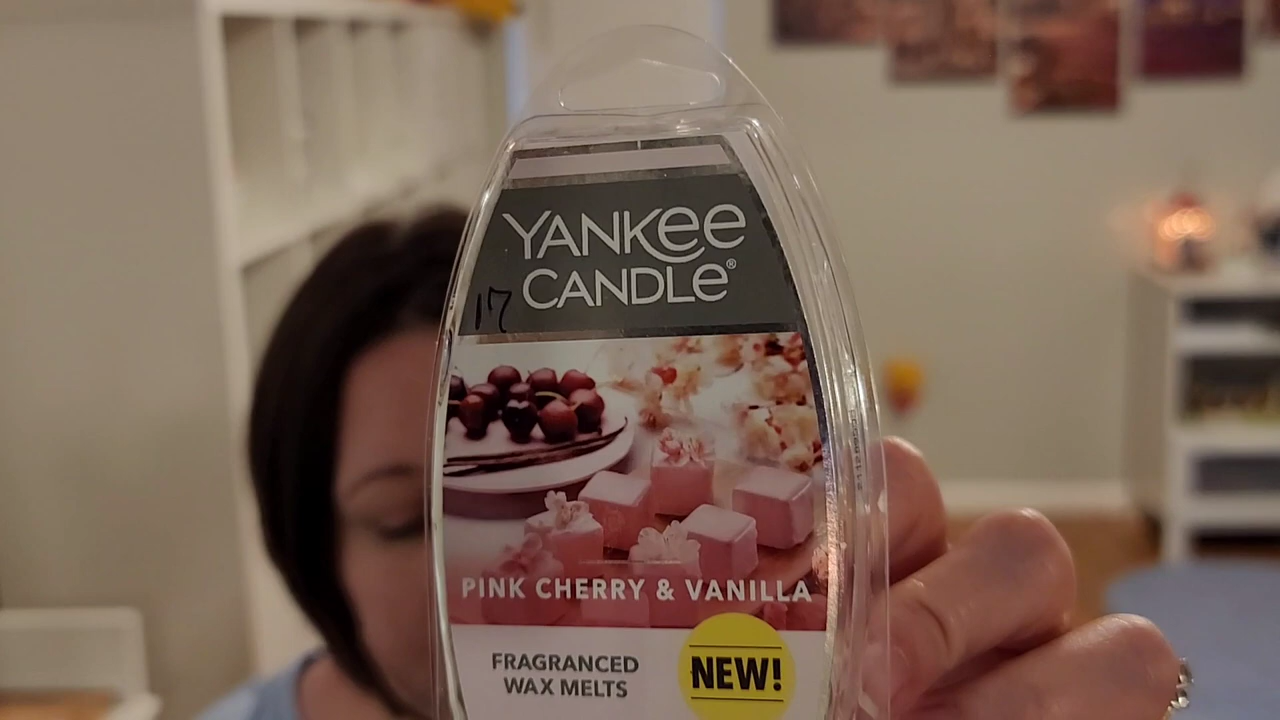 YANKEE
CANDLE®
17
PINK CHERRY & VANILLA
FRAGRANCED
WAX MELTS
NEW!